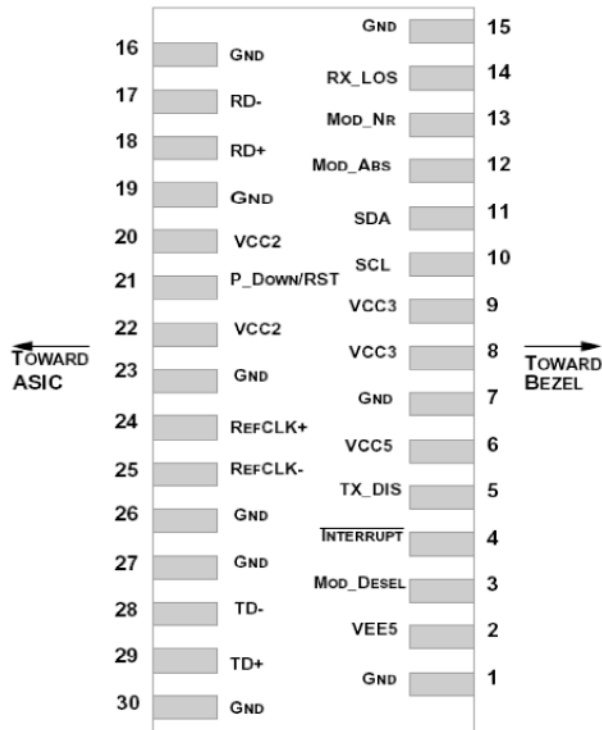 GND 15
16 GND
RX_LOS 14
17 RD-
MOD_NR 13
18 RD+
MOD_ABS 12
19 GND
SDA 11
20 VCC2
SCL 10
21 P_DOWN/RST
VCC3 9
22 VCC2
TOWARD
ASIC
VCC3 8
TOWARD
BEZEL
23 GND
GND 7
24 REFCLK+
VCC5 6
25 REFCLK-
TX_DIS 5
26 GND
INTERRUPT 4
27 GND
MOD_DESEL 3
28 TD-
VEE5 2
29 TD+
GND 1
30 GND